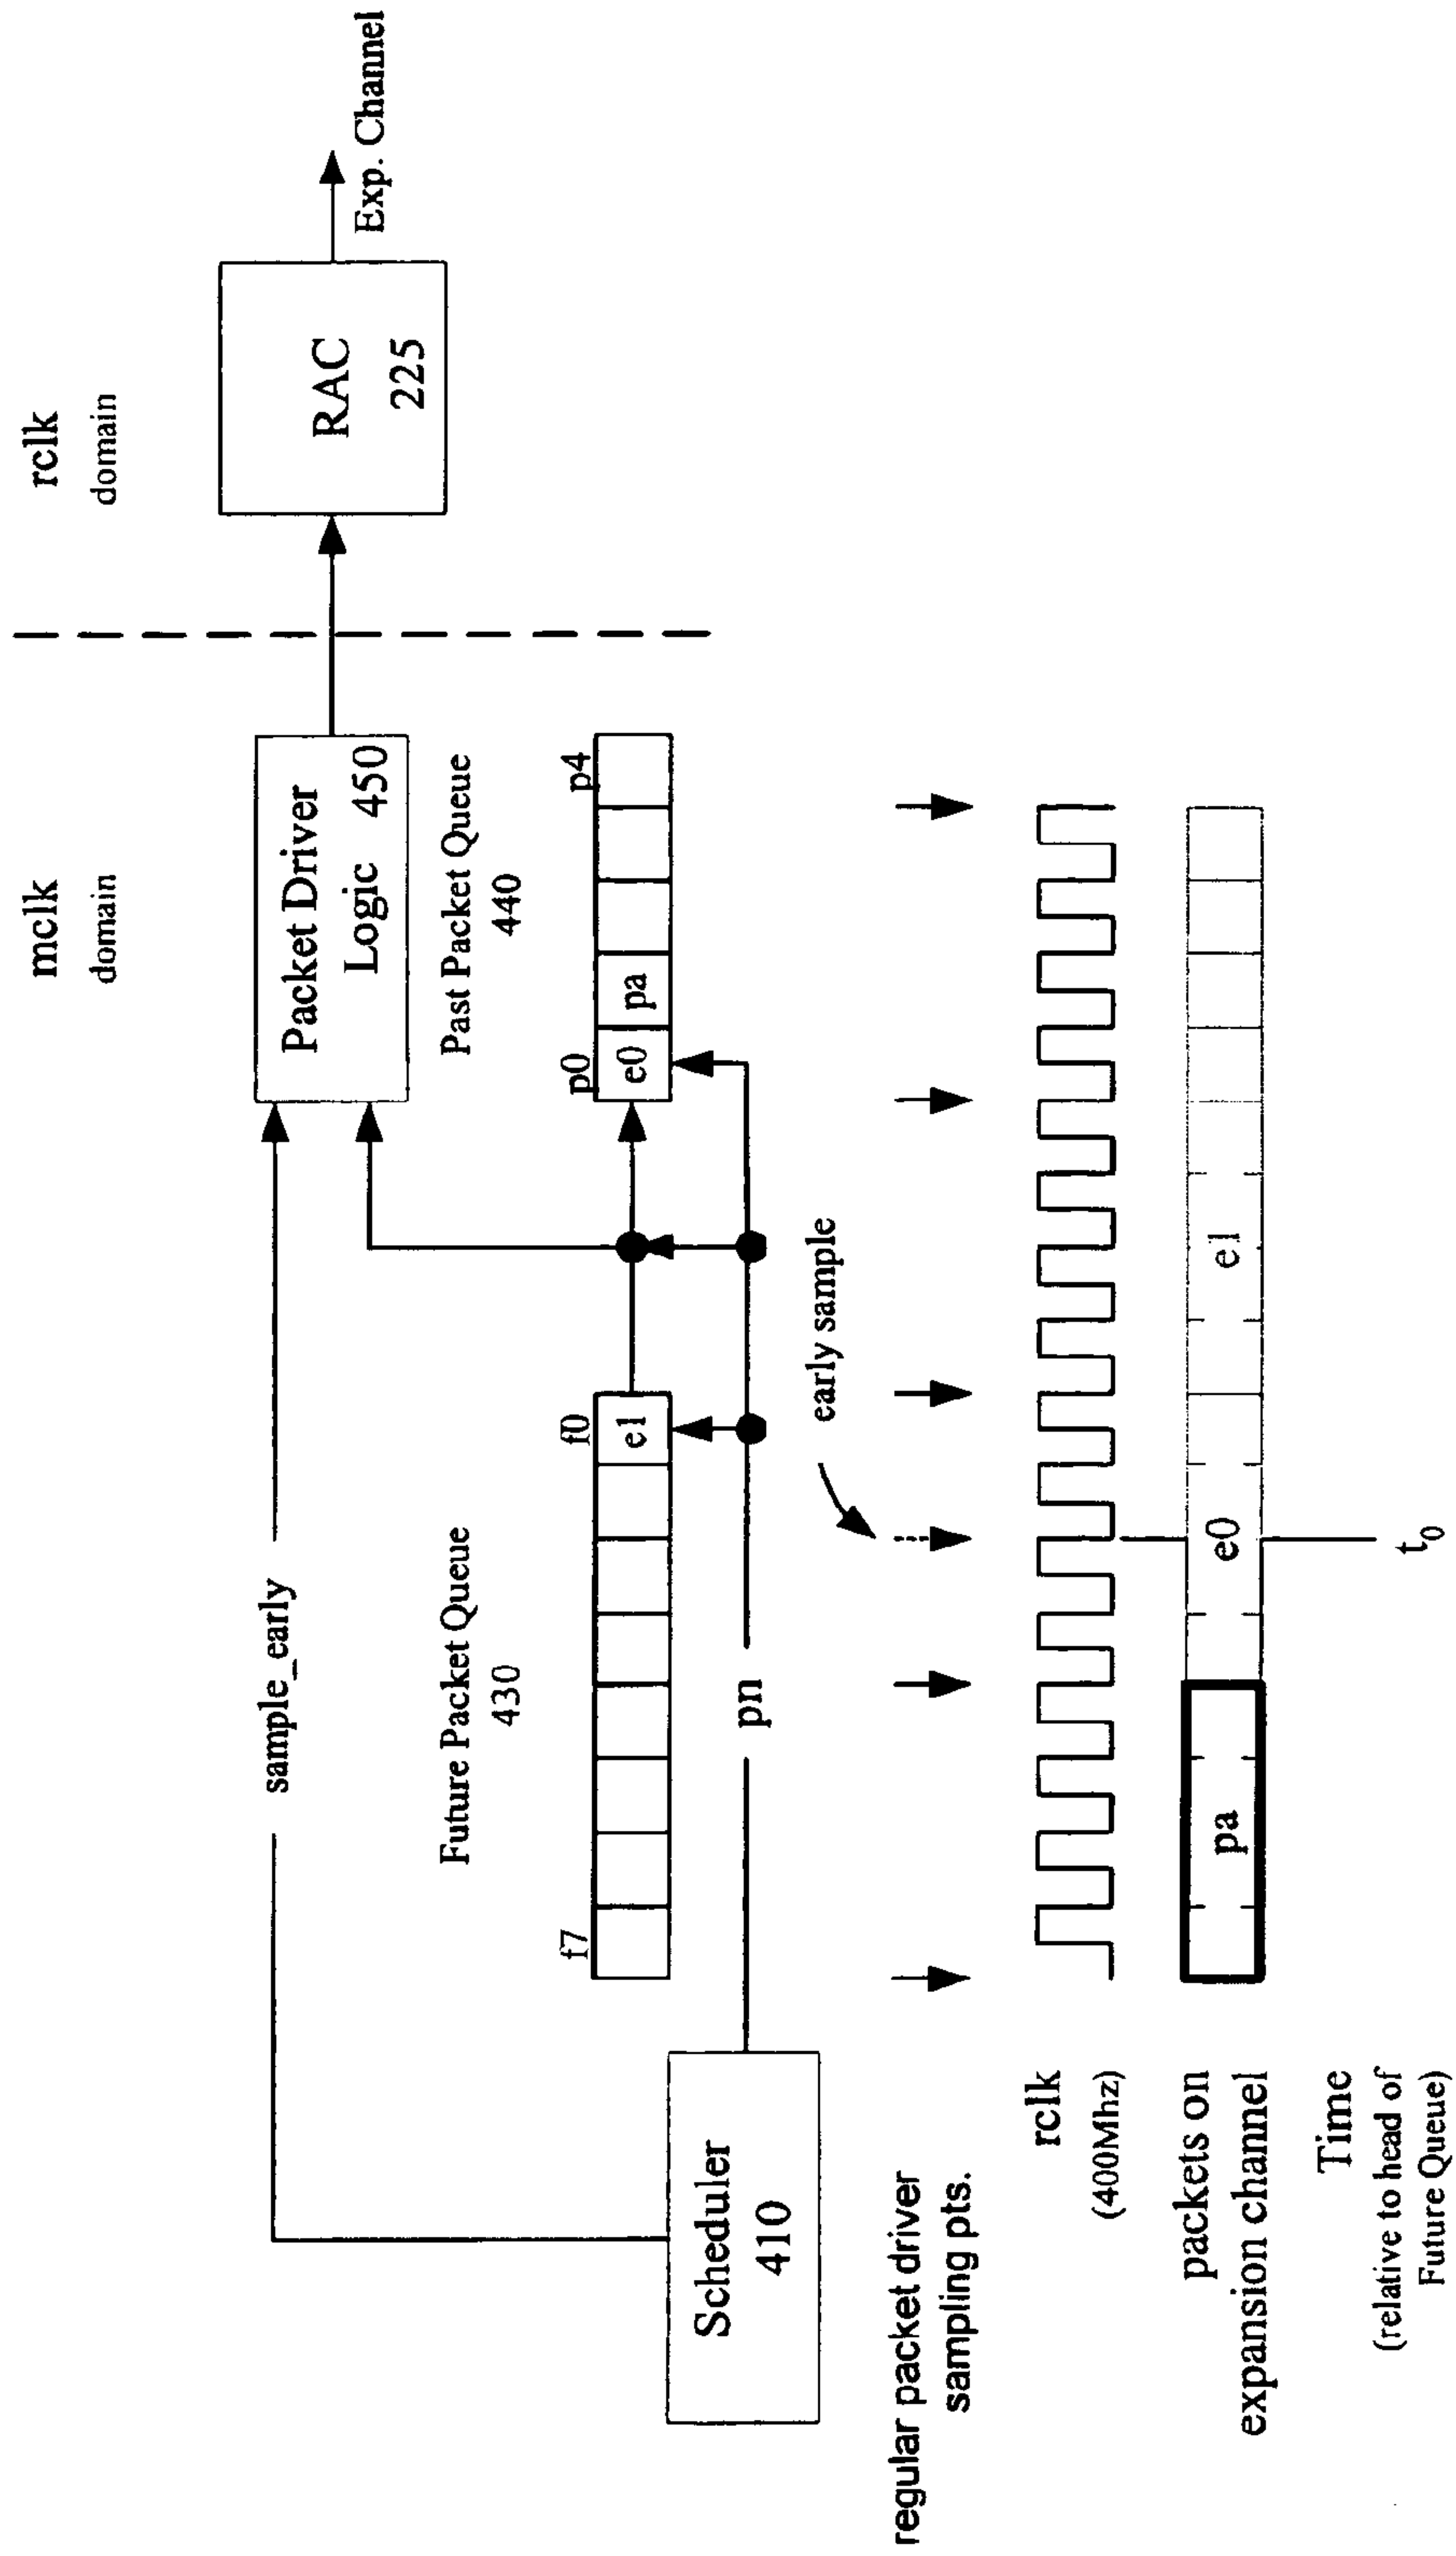 mclk
domain
rclk
domain
sample_early
Packet Driver
Logic 450
RAC
225
Exp. Channel
Future Packet Queue
430
Past Packet Queue
440
f7
f0
p0
p4
e1
e0
pa
Scheduler
410
pn
early sample
regular packet driver
sampling pts.
rclk
(400Mhz)
packets on
expansion channel
pa
e0
e1
Time
(relative to head of
Future Queue)
t0